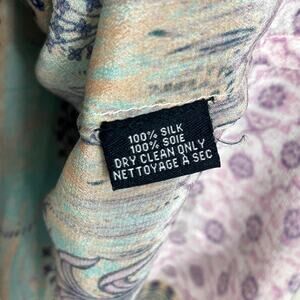 100% SILK
100% SOIE
DRY CLEAN ONLY
NETTOYAGE À SEC